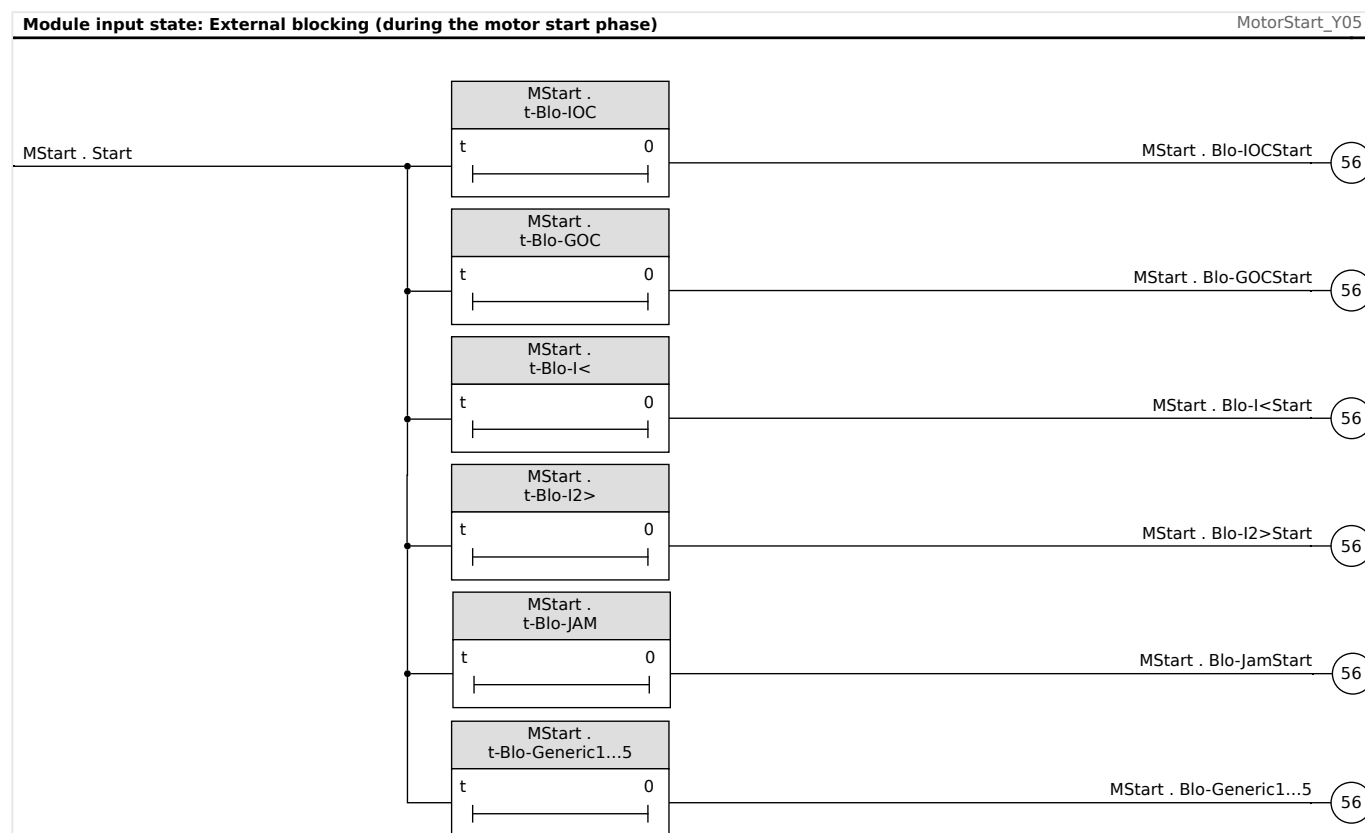 Module input state: External blocking (during the motor start phase)
MotorStart_Y05
MStart .
t-Blo-IOC
t 0
MStart . Start
MStart . Blo-IOCStart
56
MStart .
t-Blo-GOC
t 0
MStart . Blo-GOCStart
56
MStart .
t-Blo-I<
t 0
MStart . Blo-I<Start
56
MStart .
t-Blo-I2>
t 0
MStart . Blo-I2>Start
56
MStart .
t-Blo-JAM
t 0
MStart . Blo-JamStart
56
MStart .
t-Blo-Generic1...5
t 0
MStart . Blo-Generic1...5
56